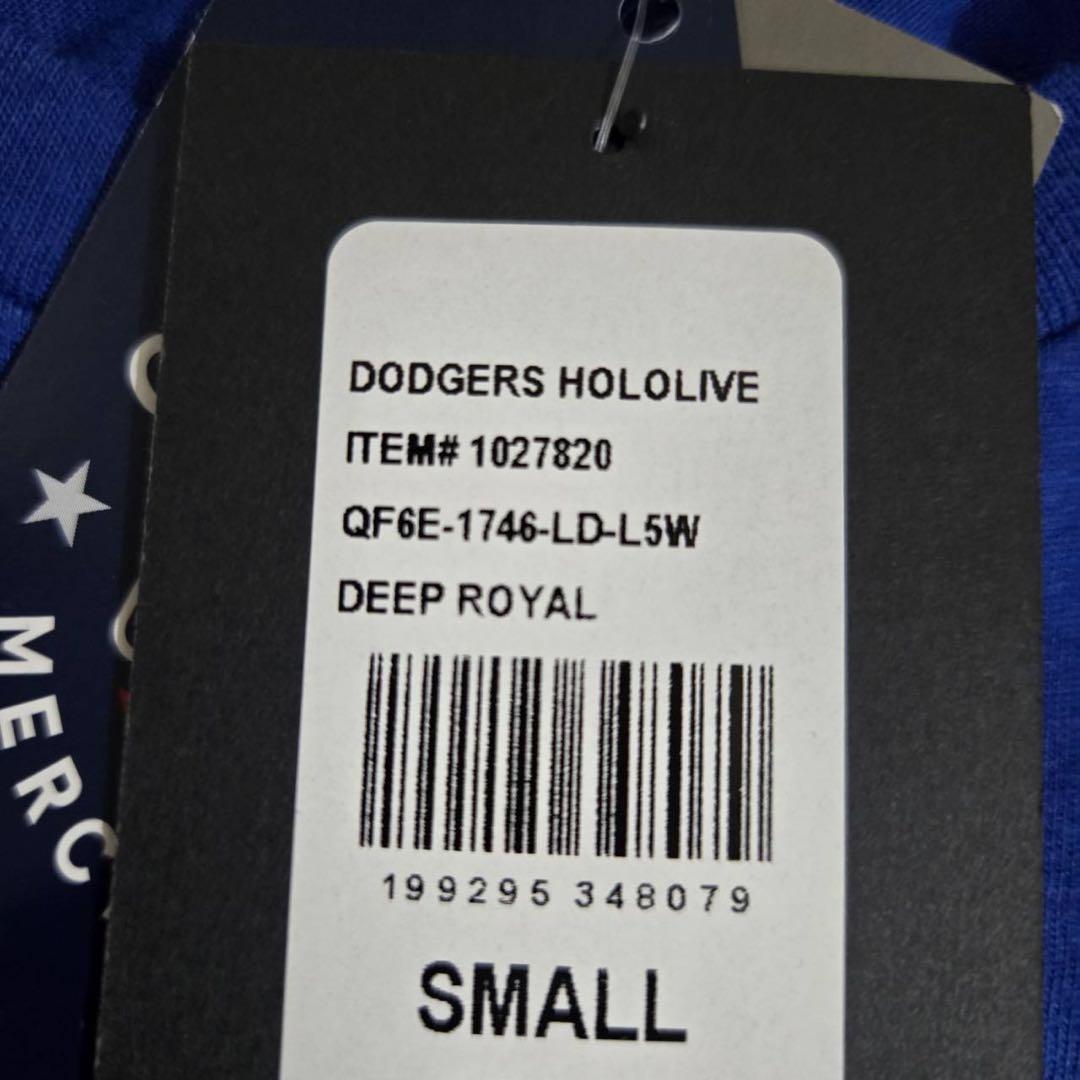 DODGERS HOLOLIVE
ITEM# 1027820
QF6E-1746-LD-L5W
DEEP ROYAL
199295 348079
SMALL
MERC